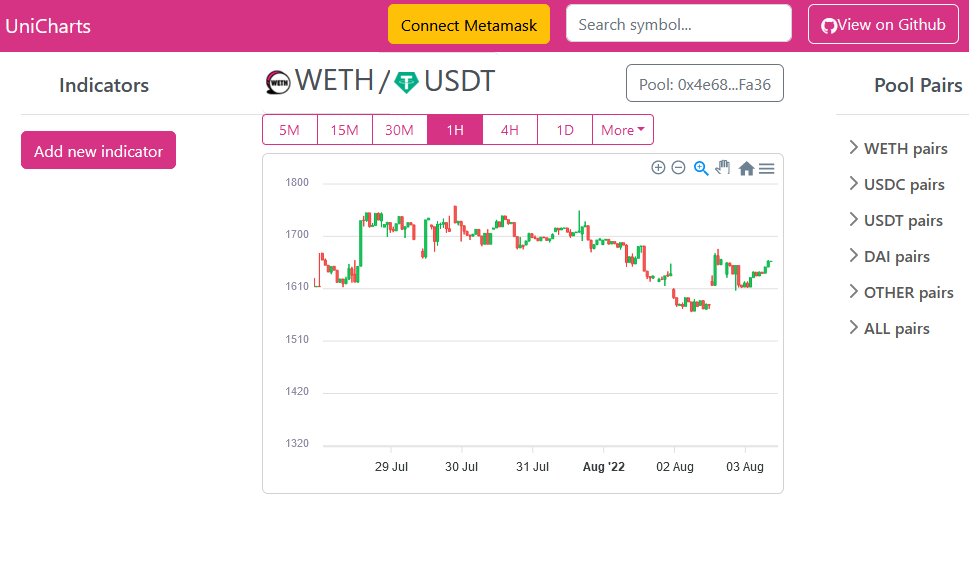 UniCharts
Connect Metamask
Search symbol...
View on Github
Indicators
WETH
WETH / USDT
Pool: 0x4e68...Fa36
Pool Pairs
5M 15M 30M 1H 4H 1D More
Add new indicator
WETH pairs
USDC pairs
USDT pairs
DAI pairs
OTHER pairs
ALL pairs
1800
1700
1610
1510
1420
1320
29 Jul 30 Jul 31 Jul Aug '22 02 Aug 03 Aug